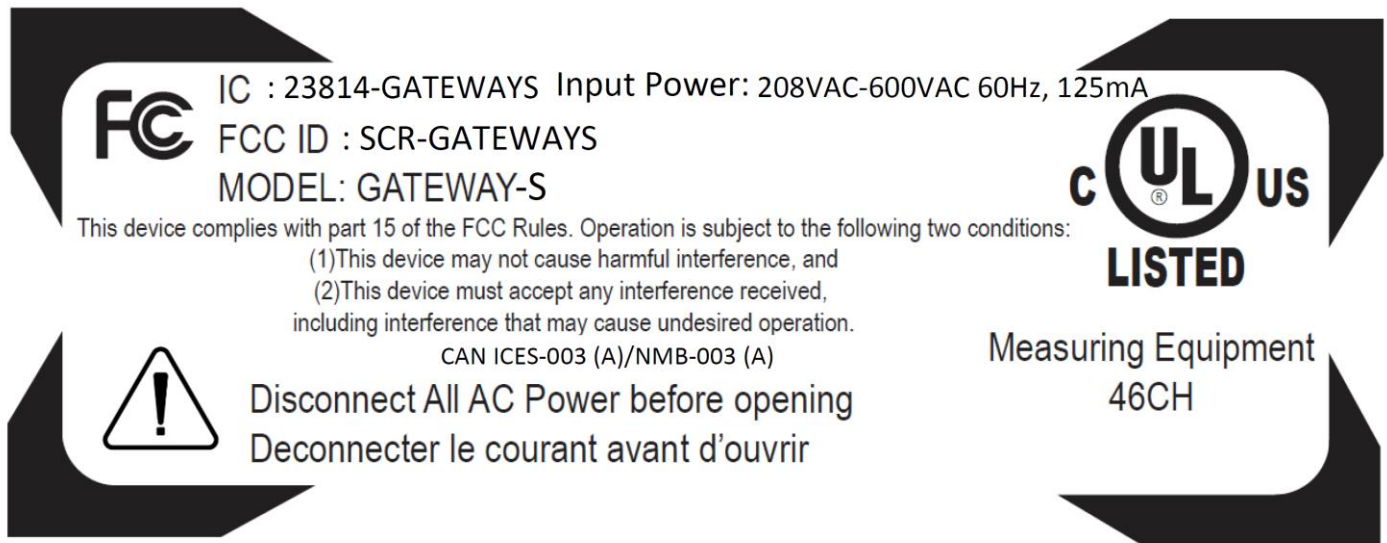 FC IC : 23814-GATEWAYS Input Power: 208VAC-600VAC 60Hz, 125mA
FCC ID : SCR-GATEWAYS
MODEL: GATEWAY-S
This device complies with part 15 of the FCC Rules. Operation is subject to the following two conditions:
(1)This device may not cause harmful interference, and
(2)This device must accept any interference received,
including interference that may cause undesired operation.
CAN ICES-003 (A)/NMB-003 (A)
! Disconnect All AC Power before opening
Deconnecter le courant avant d’ouvrir
C UL ® US
LISTED
Measuring Equipment
46CH